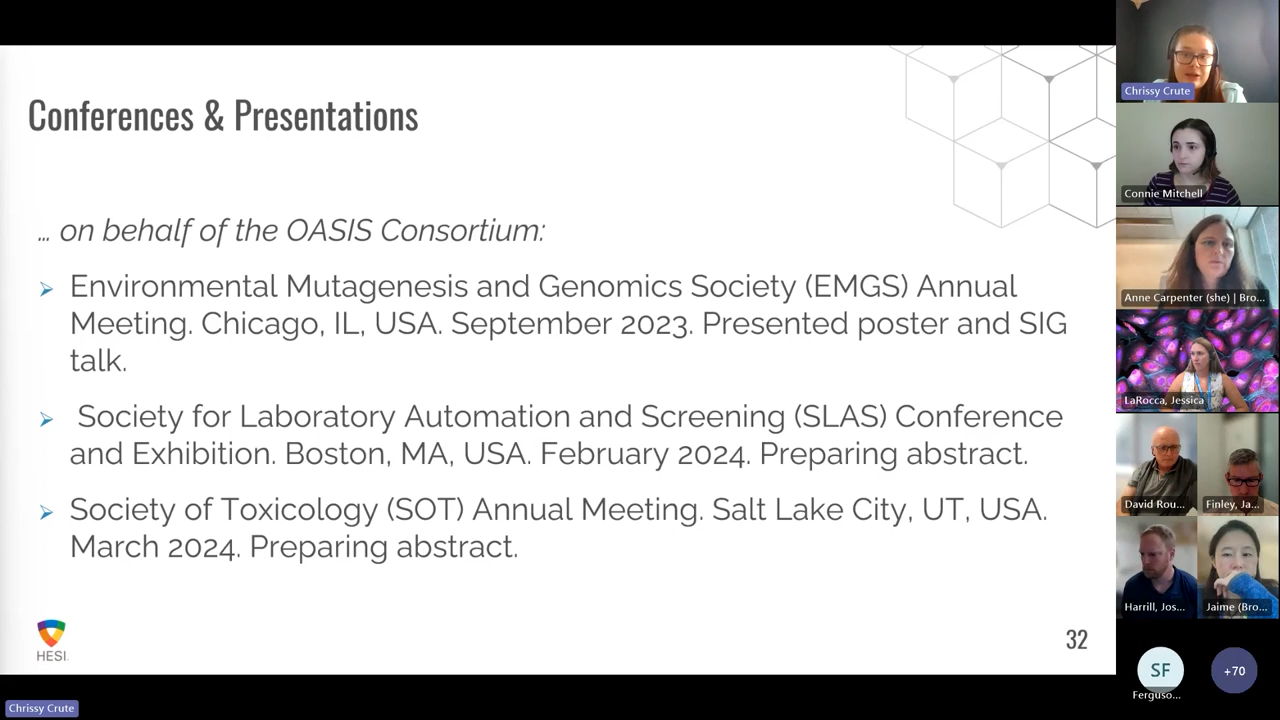 Conferences & Presentations
… on behalf of the OASIS Consortium:
➢ Environmental Mutagenesis and Genomics Society (EMGS) Annual
Meeting. Chicago, IL, USA. September 2023. Presented poster and SIG
talk.
➢ Society for Laboratory Automation and Screening (SLAS) Conference
and Exhibition. Boston, MA, USA. February 2024. Preparing abstract.
➢ Society of Toxicology (SOT) Annual Meeting. Salt Lake City, UT, USA.
March 2024. Preparing abstract.
HESI
32
Chrissy Crute
Chrissy Crute
Connie Mitchell
Anne Carpenter (she) | Bro...
LaRocca, Jessica
David Rou...
Finley, Ja...
Harrill, Jos...
Jaime (Bro...
SF
Ferguso...
+70